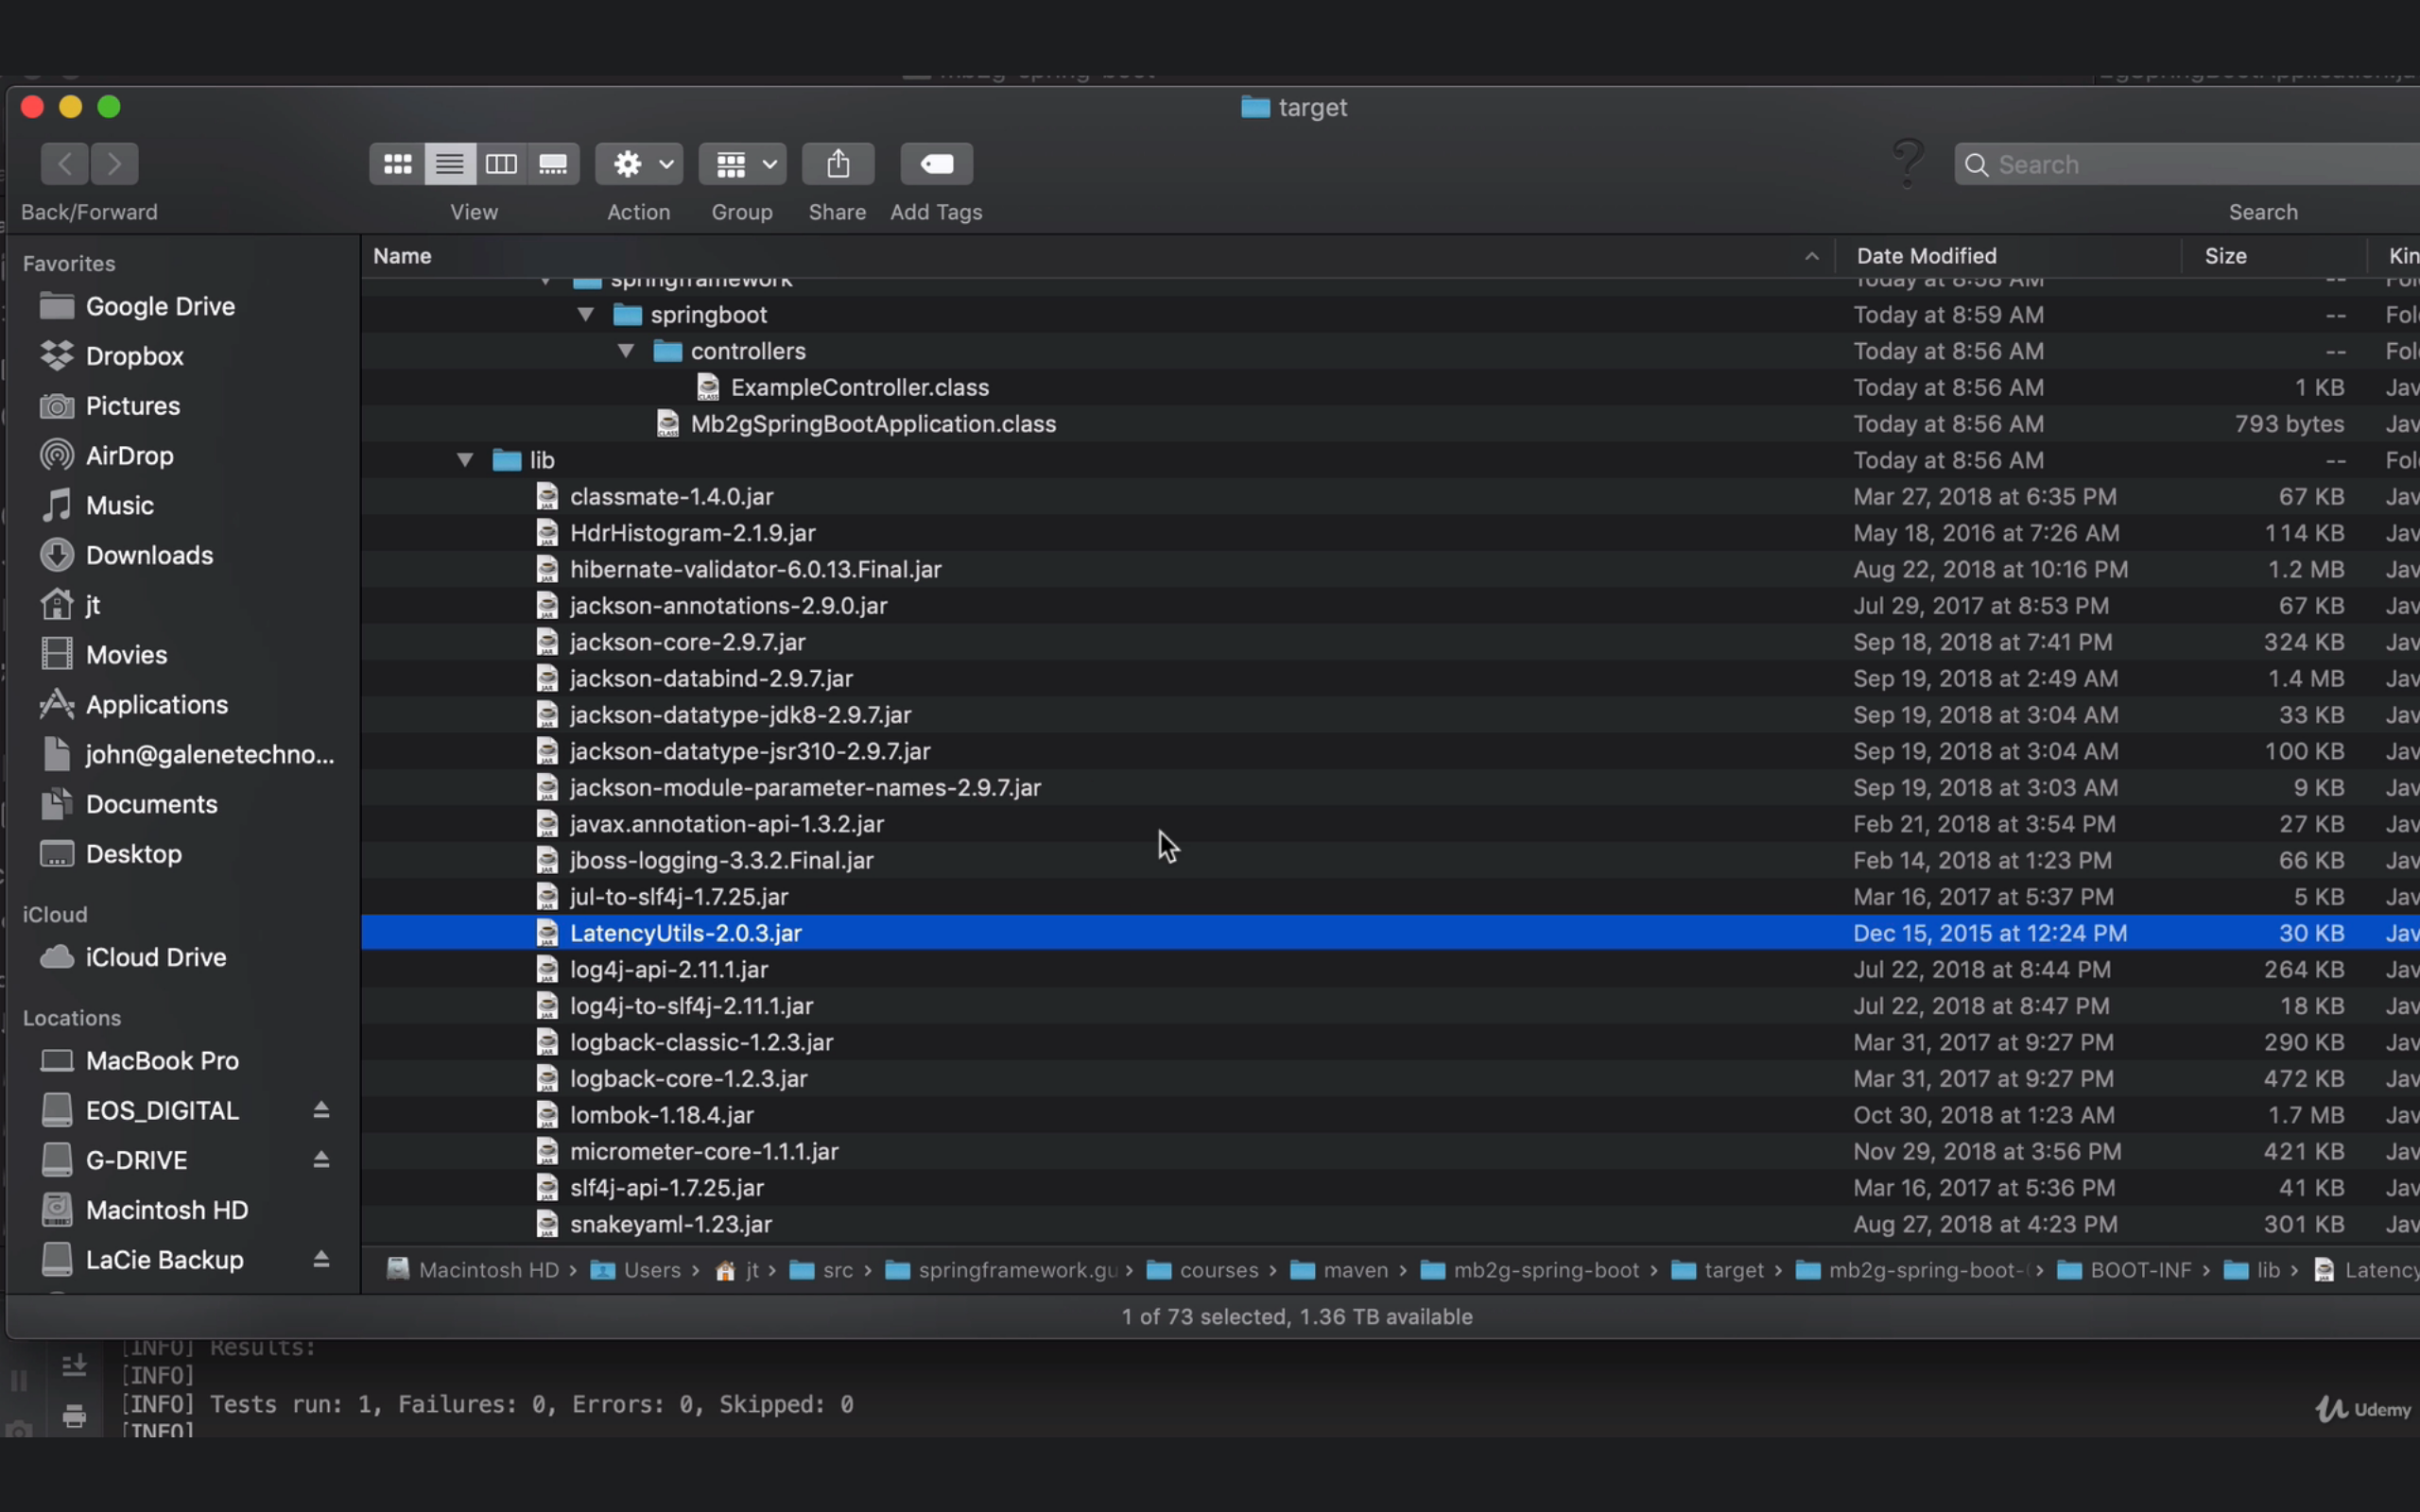 mb2g-spring-boot
target
Back/Forward
View
Action
Group
Share
Add Tags
Search
Search
Favorites
Google Drive
Dropbox
Pictures
AirDrop
Music
Downloads
jt
Movies
Applications
john@galenetechno...
Documents
Desktop
iCloud
iCloud Drive
Locations
MacBook Pro
EOS_DIGITAL
G-DRIVE
Macintosh HD
LaCie Backup
Name Date Modified Size Kin
springframework Today at 8:58 AM --
springboot Today at 8:59 AM -- Fol
controllers Today at 8:56 AM -- Fol
ExampleController.class Today at 8:56 AM 1 KB Jav
Mb2gSpringBootApplication.class Today at 8:56 AM 793 bytes Jav
lib Today at 8:56 AM -- Fol
classmate-1.4.0.jar Mar 27, 2018 at 6:35 PM 67 KB Jav
HdrHistogram-2.1.9.jar May 18, 2016 at 7:26 AM 114 KB Jav
hibernate-validator-6.0.13.Final.jar Aug 22, 2018 at 10:16 PM 1.2 MB Jav
jackson-annotations-2.9.0.jar Jul 29, 2017 at 8:53 PM 67 KB Jav
jackson-core-2.9.7.jar Sep 18, 2018 at 7:41 PM 324 KB Jav
jackson-databind-2.9.7.jar Sep 19, 2018 at 2:49 AM 1.4 MB Jav
jackson-datatype-jdk8-2.9.7.jar Sep 19, 2018 at 3:04 AM 33 KB Jav
jackson-datatype-jsr310-2.9.7.jar Sep 19, 2018 at 3:04 AM 100 KB Jav
jackson-module-parameter-names-2.9.7.jar Sep 19, 2018 at 3:03 AM 9 KB Jav
javax.annotation-api-1.3.2.jar Feb 21, 2018 at 3:54 PM 27 KB Jav
jboss-logging-3.3.2.Final.jar Feb 14, 2018 at 1:23 PM 66 KB Jav
jul-to-slf4j-1.7.25.jar Mar 16, 2017 at 5:37 PM 5 KB Jav
LatencyUtils-2.0.3.jar Dec 15, 2015 at 12:24 PM 30 KB Jav
log4j-api-2.11.1.jar Jul 22, 2018 at 8:44 PM 264 KB Jav
log4j-to-slf4j-2.11.1.jar Jul 22, 2018 at 8:47 PM 18 KB Jav
logback-classic-1.2.3.jar Mar 31, 2017 at 9:27 PM 290 KB Jav
logback-core-1.2.3.jar Mar 31, 2017 at 9:27 PM 472 KB Jav
lombok-1.18.4.jar Oct 30, 2018 at 1:23 AM 1.7 MB Jav
micrometer-core-1.1.1.jar Nov 29, 2018 at 3:56 PM 421 KB Jav
slf4j-api-1.7.25.jar Mar 16, 2017 at 5:36 PM 41 KB Jav
snakeyaml-1.23.jar Aug 27, 2018 at 4:23 PM 301 KB Jav
Macintosh HD › Users › jt › src › springframework.gu › courses › maven › mb2g-spring-boot › target › mb2g-spring-boot- › BOOT-INF › lib › Latency
1 of 73 selected, 1.36 TB available
[INFO] Results:
[INFO]
[INFO] Tests run: 1, Failures: 0, Errors: 0, Skipped: 0
[INFO]
Udemy